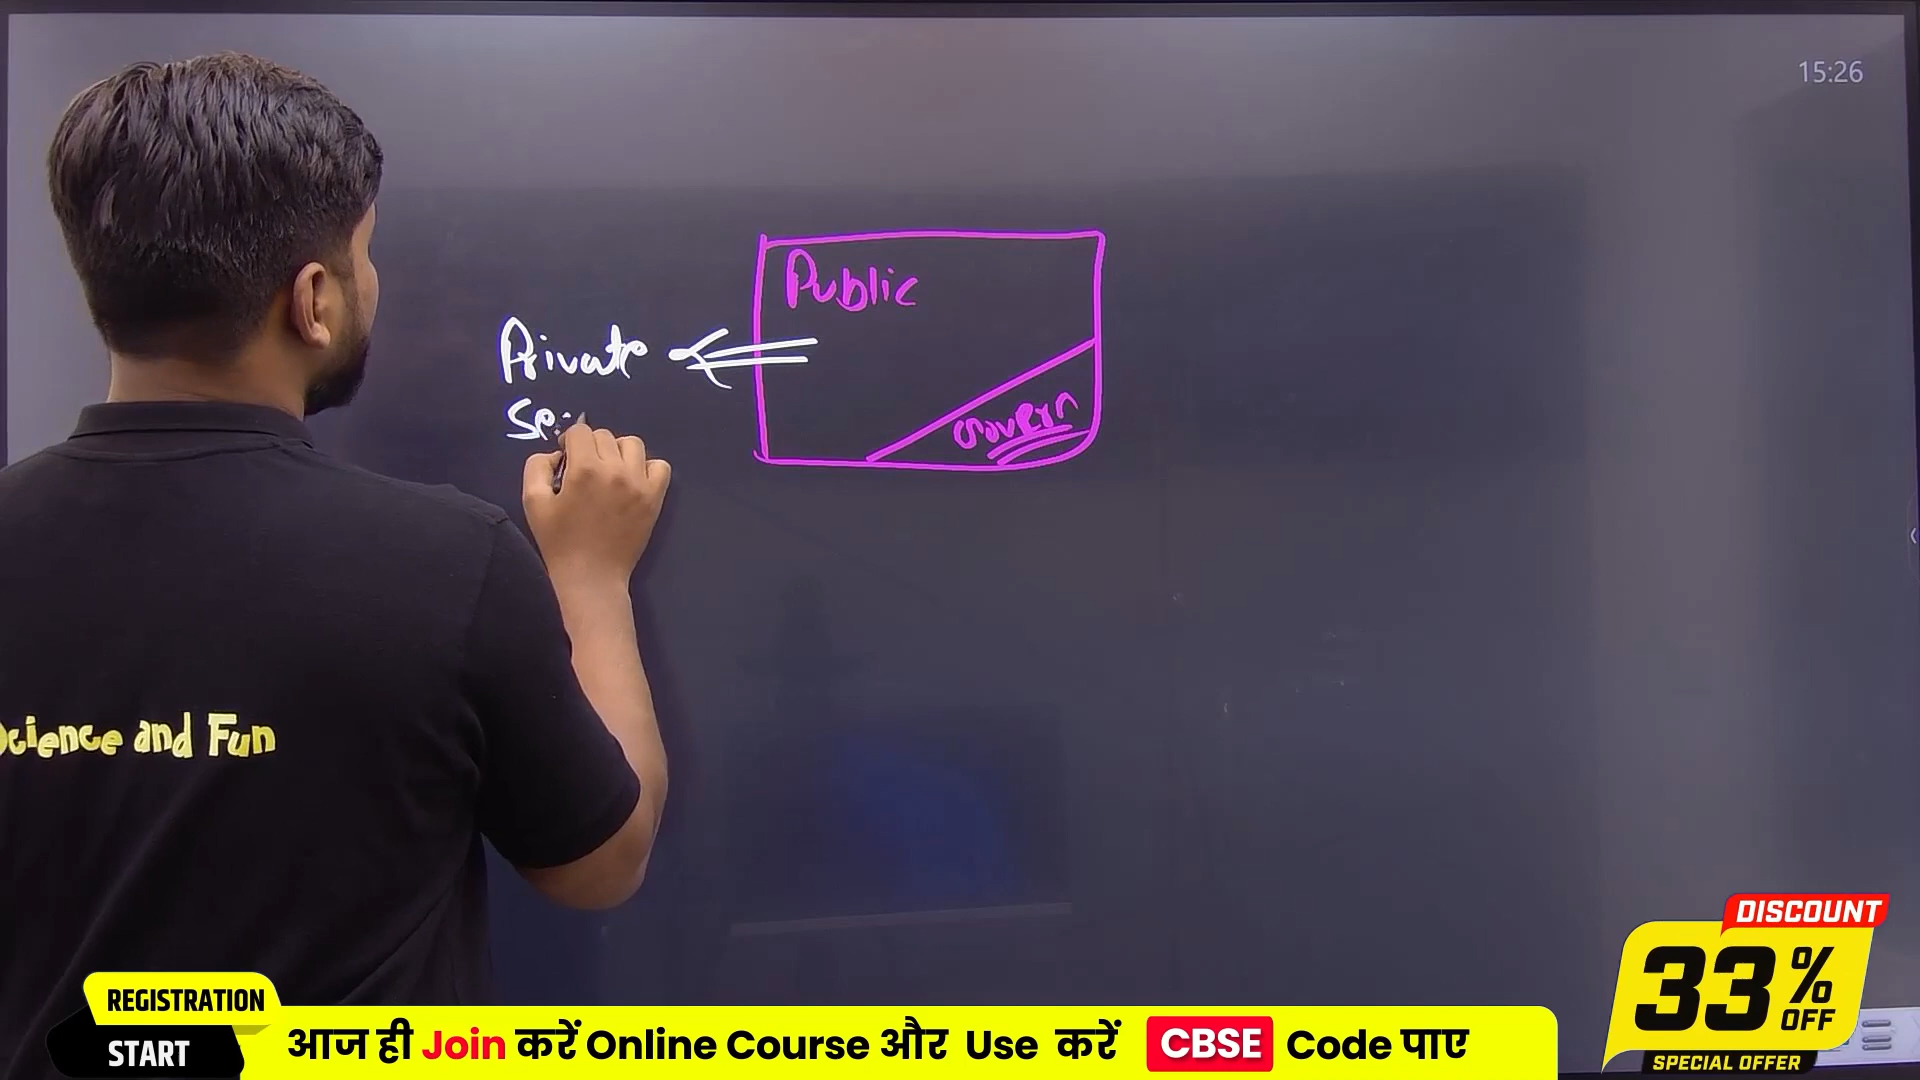 15:26
Public
Private
Se
Govern
Science and Fun
DISCOUNT
33% OFF
SPECIAL OFFER
REGISTRATION
START
आज ही Join करें Online Course और Use करें CBSE Code पाए